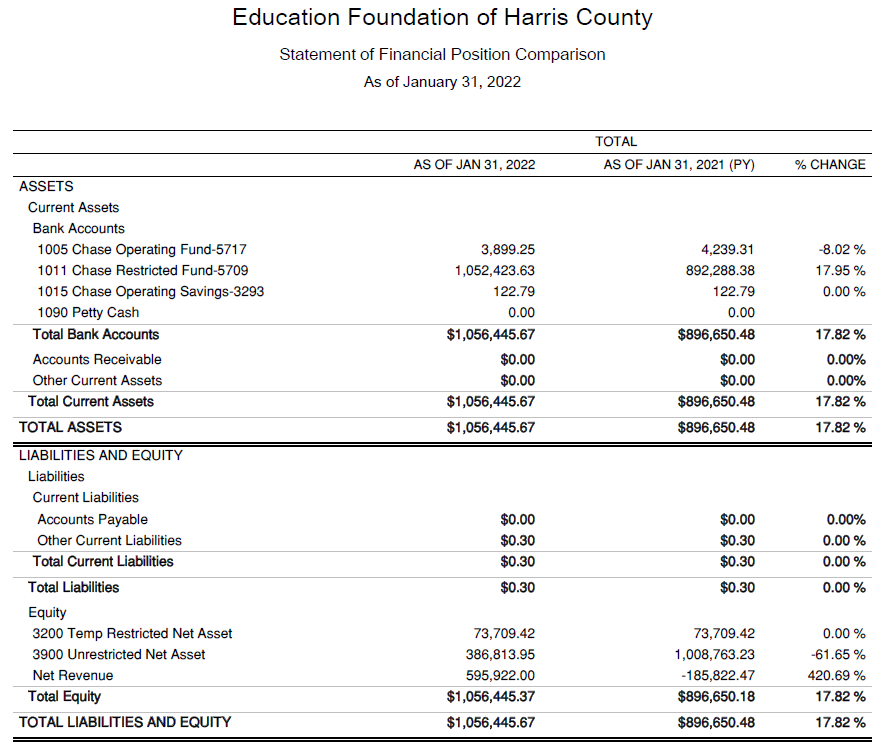 Education Foundation of Harris County
Statement of Financial Position Comparison
As of January 31, 2022
TOTAL
AS OF JAN 31, 2022 AS OF JAN 31, 2021 (PY) % CHANGE
ASSETS
Current Assets
Bank Accounts
1005 Chase Operating Fund-5717 3,899.25 4,239.31 -8.02 %
1011 Chase Restricted Fund-5709 1,052,423.63 892,288.38 17.95 %
1015 Chase Operating Savings-3293 122.79 122.79 0.00 %
1090 Petty Cash 0.00 0.00
Total Bank Accounts $1,056,445.67 $896,650.48 17.82 %
Accounts Receivable $0.00 $0.00 0.00%
Other Current Assets $0.00 $0.00 0.00%
Total Current Assets $1,056,445.67 $896,650.48 17.82 %
TOTAL ASSETS $1,056,445.67 $896,650.48 17.82 %
LIABILITIES AND EQUITY
Liabilities
Current Liabilities
Accounts Payable $0.00 $0.00 0.00%
Other Current Liabilities $0.30 $0.30 0.00 %
Total Current Liabilities $0.30 $0.30 0.00 %
Total Liabilities $0.30 $0.30 0.00 %
Equity
3200 Temp Restricted Net Asset 73,709.42 73,709.42 0.00 %
3900 Unrestricted Net Asset 386,813.95 1,008,763.23 -61.65 %
Net Revenue 595,922.00 -185,822.47 420.69 %
Total Equity $1,056,445.37 $896,650.18 17.82 %
TOTAL LIABILITIES AND EQUITY $1,056,445.67 $896,650.48 17.82 %